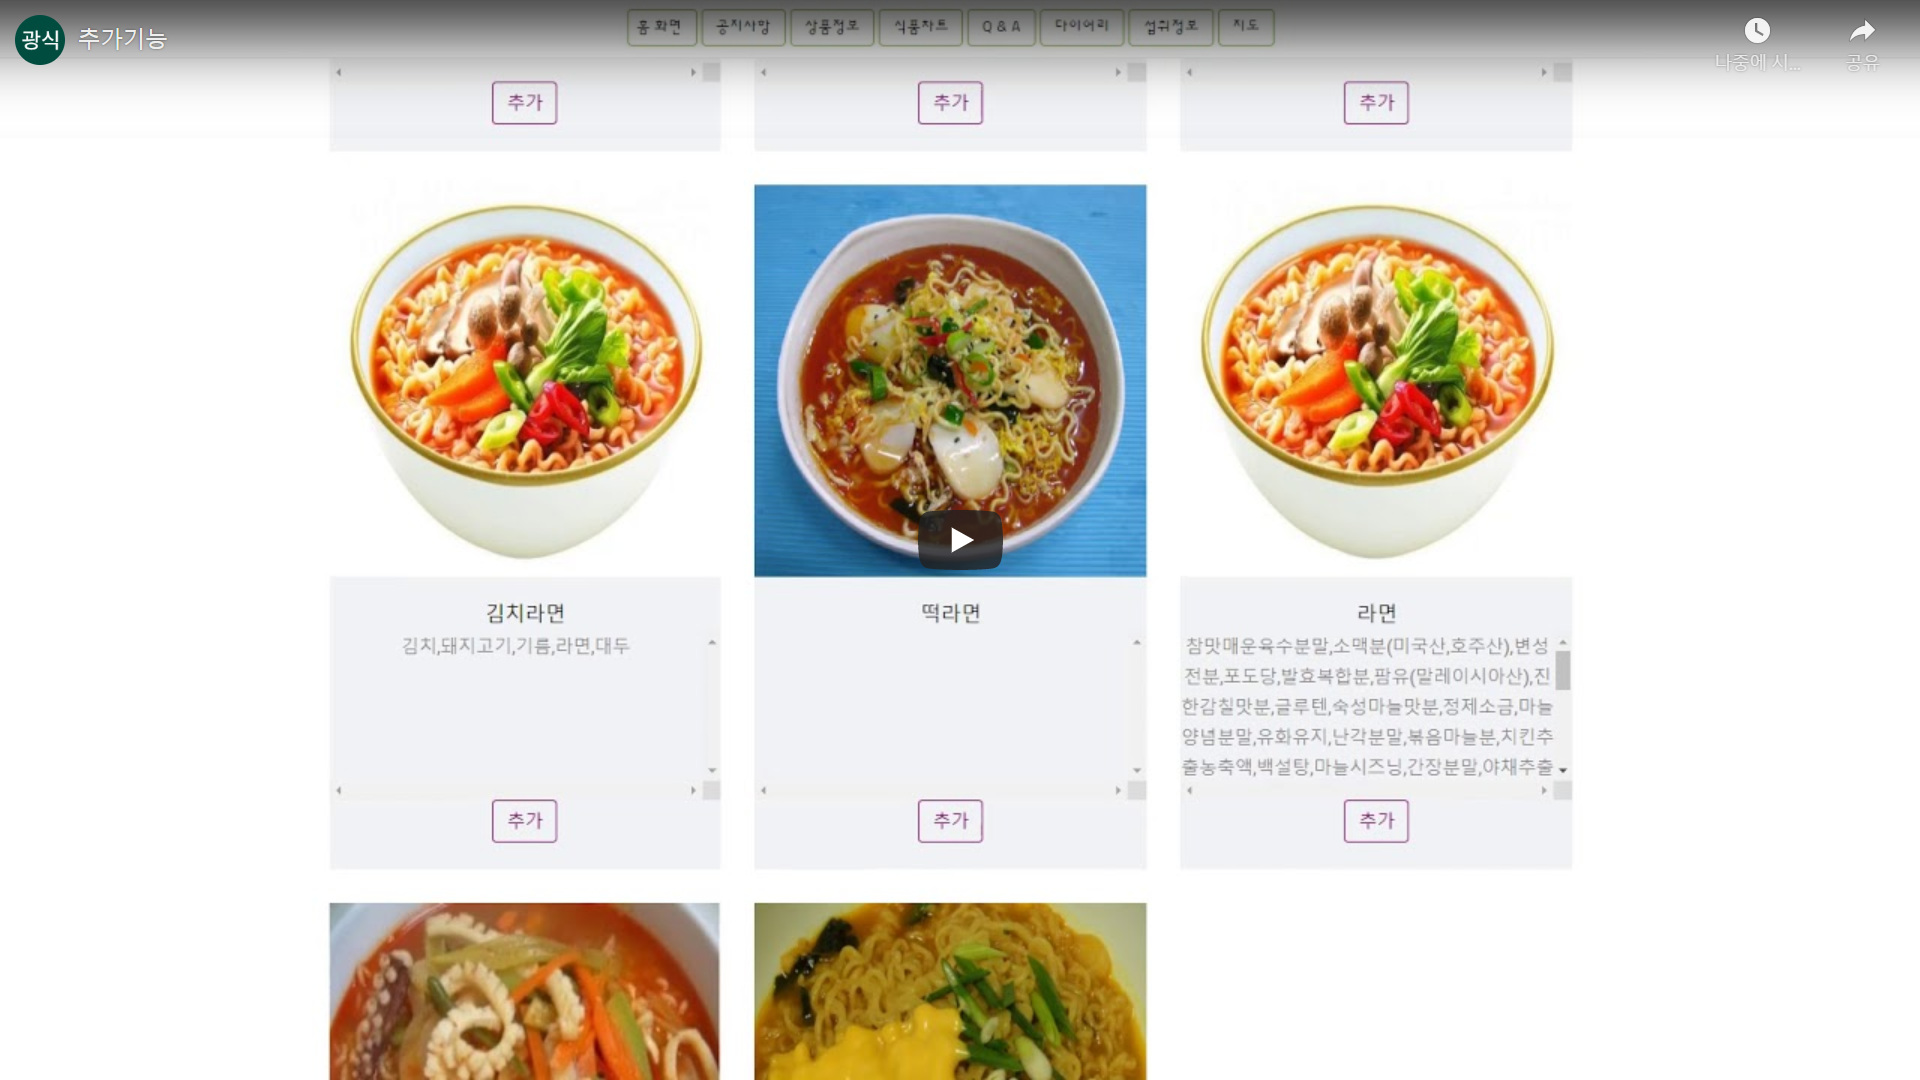 광식 추가기능
홈 화면 공지사항 상품정보 식품차트 Q & A 다이어리 섭취정보 지도
나중에 시... 공유
추가 추가 추가
김치라면
김치,돼지고기,기름,라면,대두
추가
떡라면
추가
라면
참맛매운육수분말,소맥분(미국산,호주산),변성
전분,포도당,발효복합분,팜유(말레이시아산),진
한감칠맛분,글루텐,숙성마늘맛분,정제소금,마늘
양념분말,유화유지,난각분말,볶음마늘분,치킨추
출농축액,백설탕,마늘시즈닝,간장분말,야채추출
추가